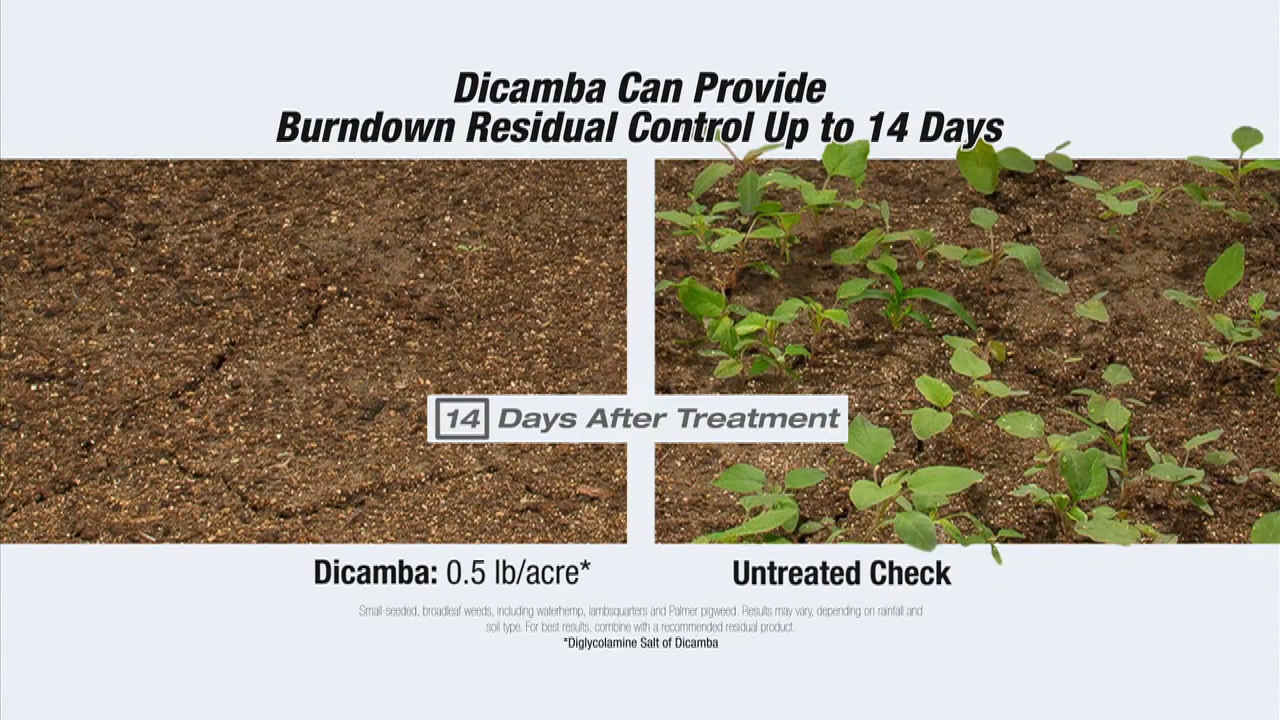 Dicamba Can Provide
Burndown Residual Control Up to 14 Days
14 Days After Treatment
Dicamba: 0.5 lb/acre*
Untreated Check
Small-seeded, broadleaf weeds, including waterhemp, lambsquarters and Palmer pigweed. Results may vary, depending on rainfall and
soil type. For best results, combine with a recommended residual product.
*Diglycolamine Salt of Dicamba